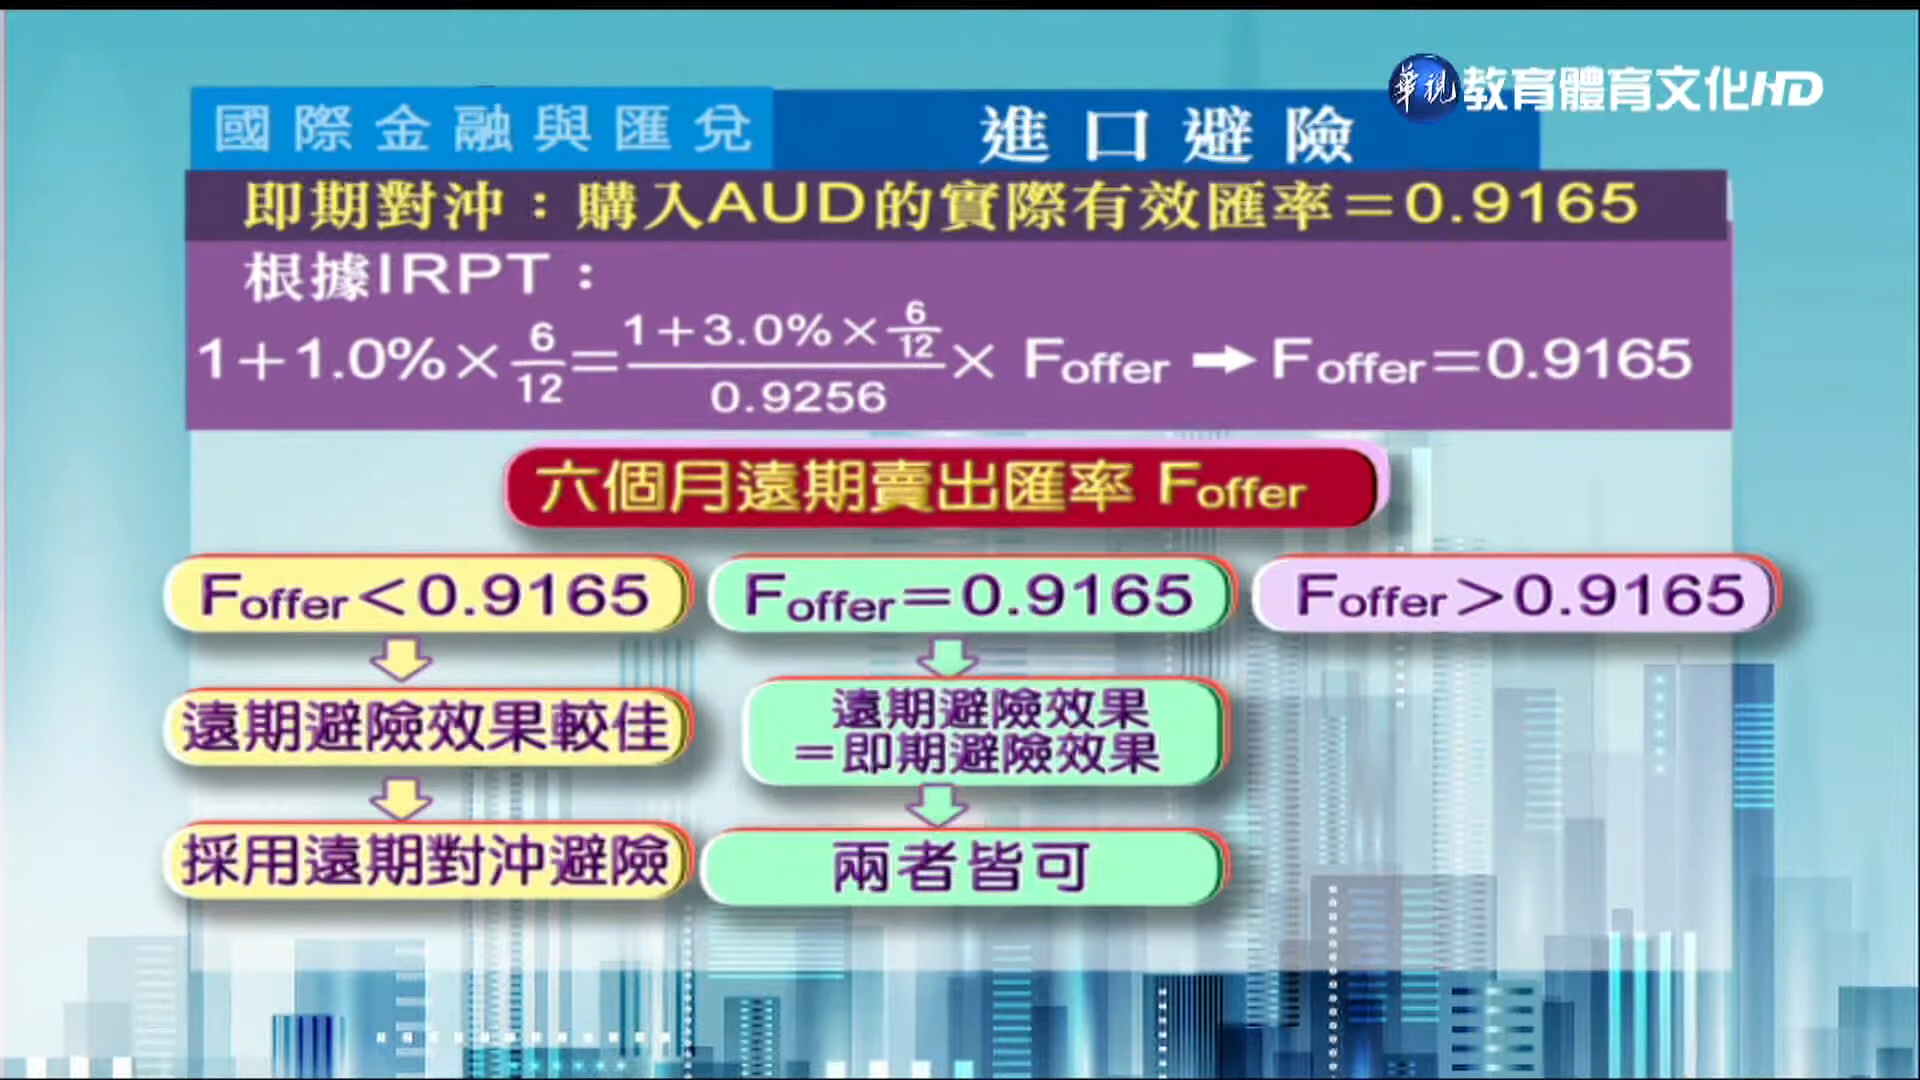 華視 教育體育文化HD
國際金融與匯兌
進口避險
即期對沖：購入AUD的實際有效匯率＝0.9165
根據IRPT：
1＋1.0%×6/12＝(1＋3.0%×6/12)/0.9256× Foffer ➡ Foffer＝0.9165
六個月遠期賣出匯率 Foffer
Foffer＜0.9165
Foffer＝0.9165
Foffer＞0.9165
遠期避險效果較佳
遠期避險效果
＝即期避險效果
採用遠期對沖避險
兩者皆可